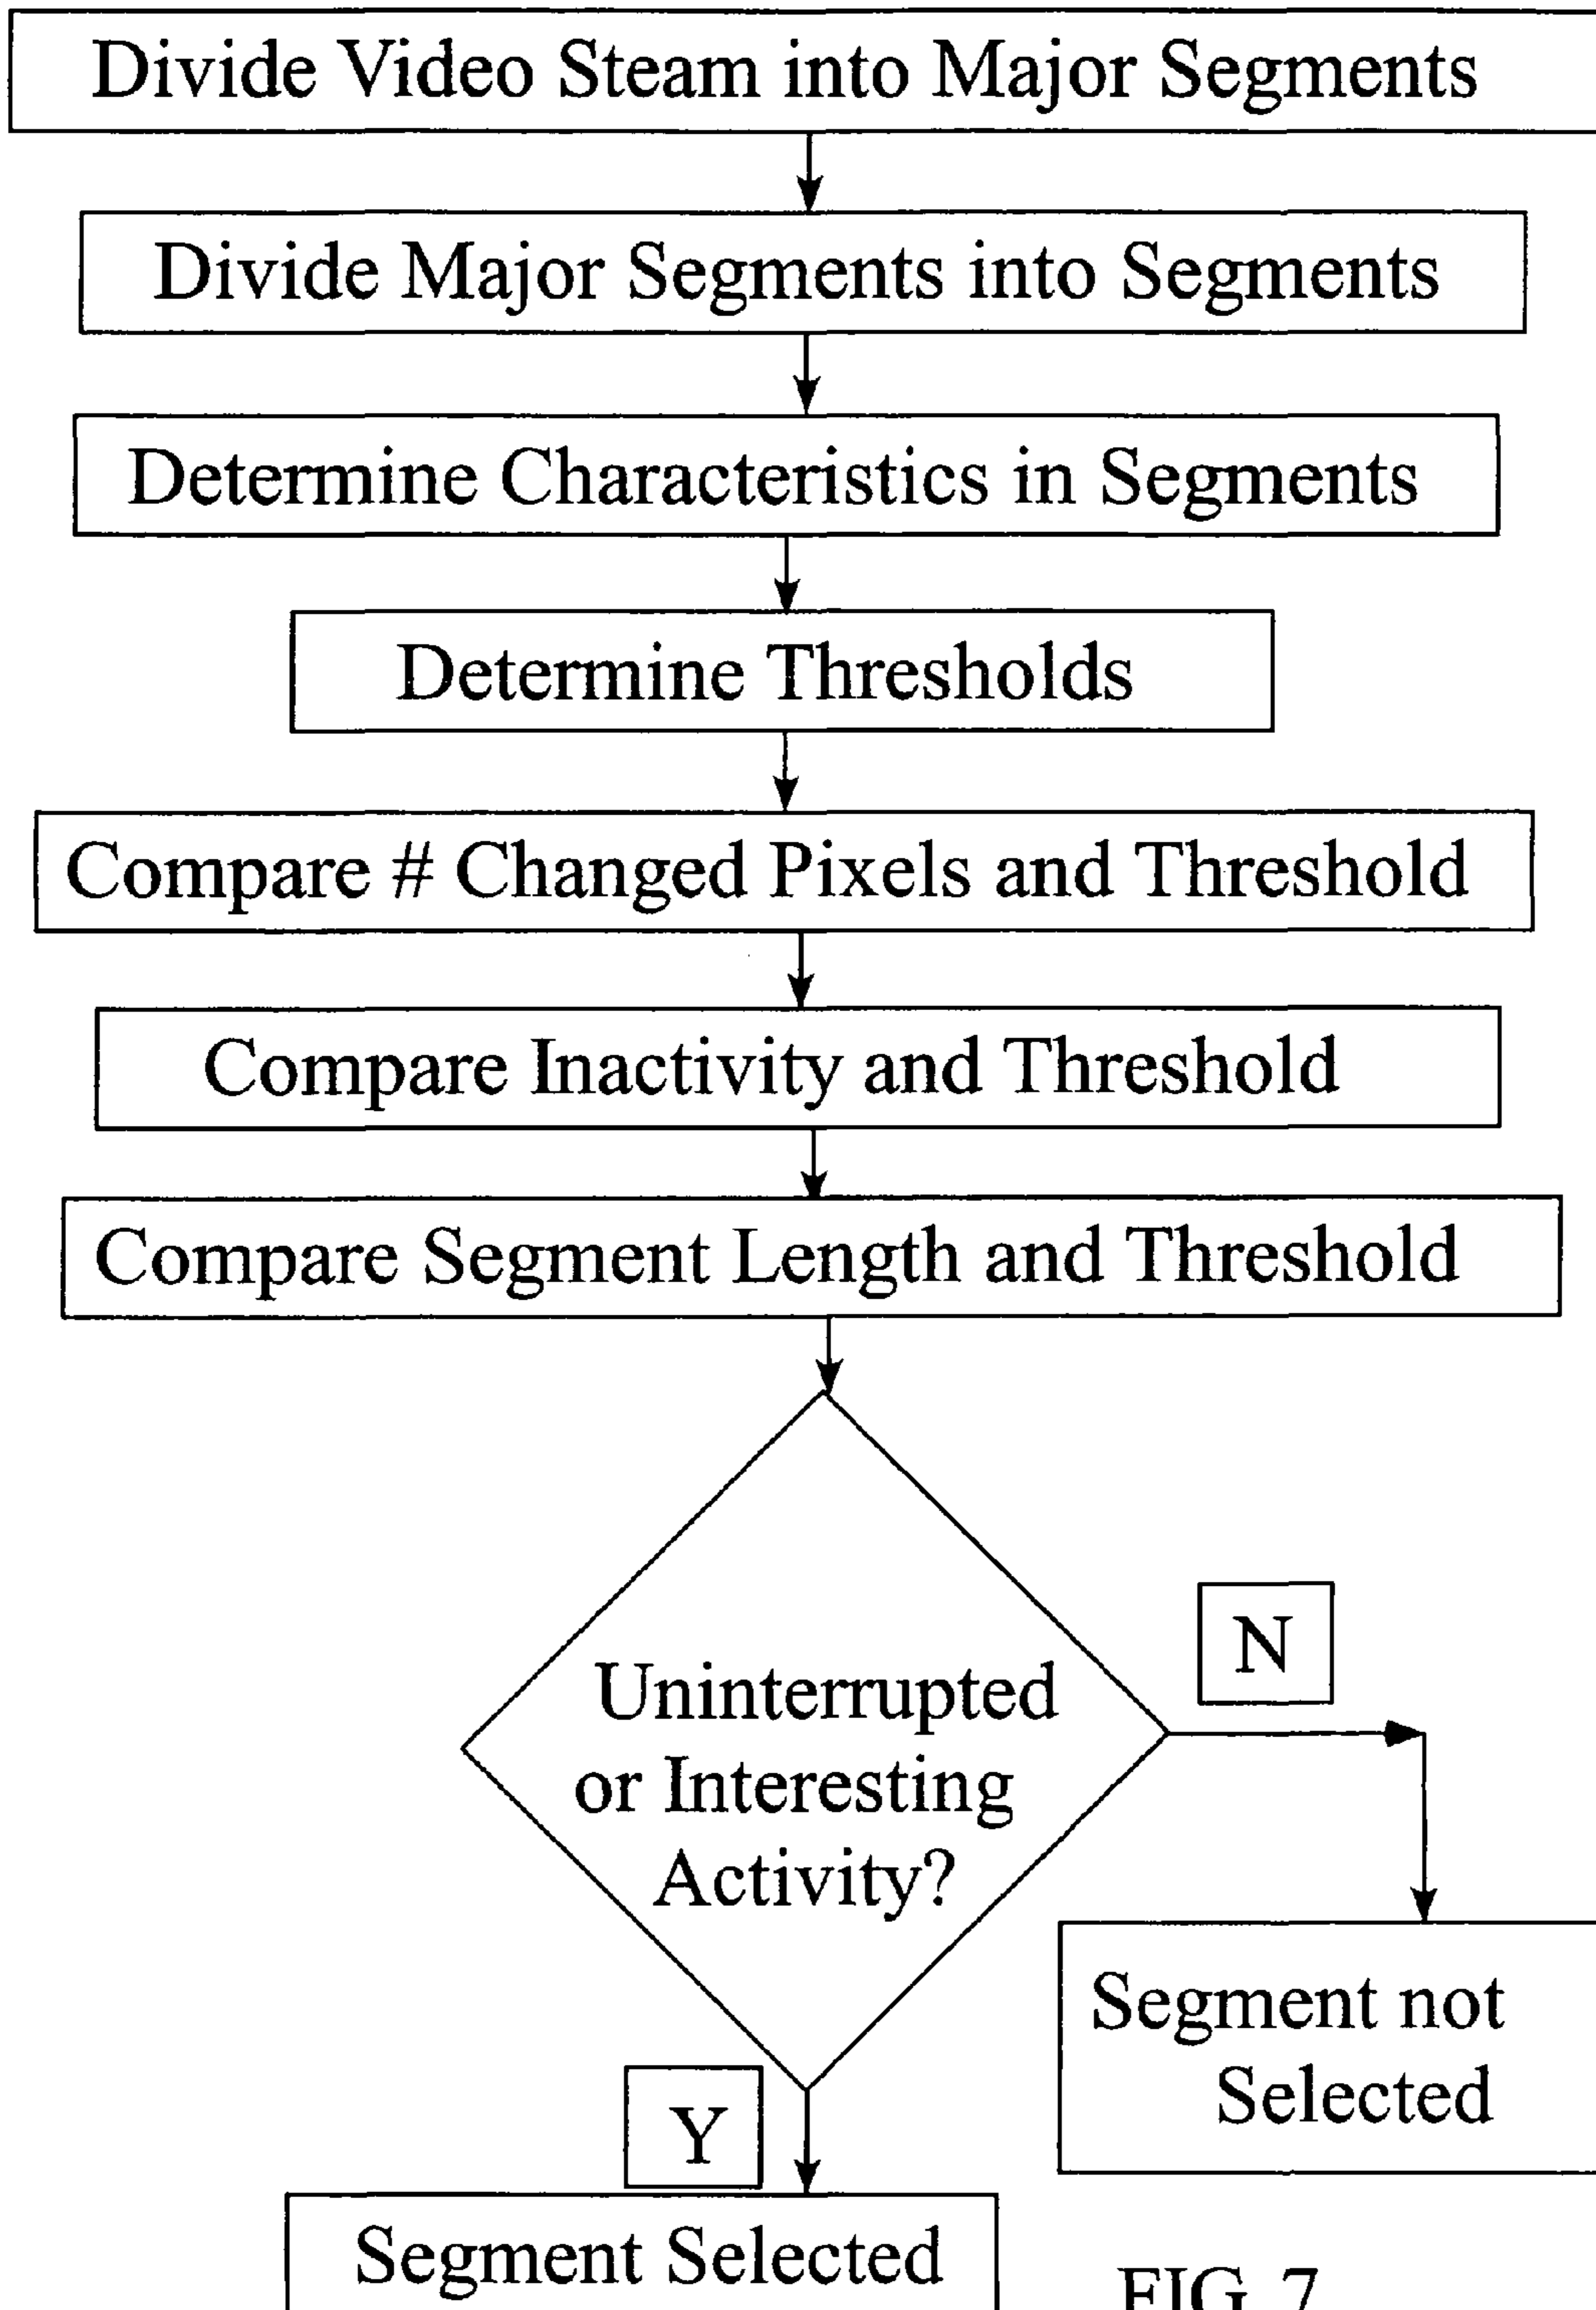 Divide Video Steam into Major Segments
Divide Major Segments into Segments
Determine Characteristics in Segments
Determine Thresholds
Compare # Changed Pixels and Threshold
Compare Inactivity and Threshold
Compare Segment Length and Threshold
Uninterrupted
or Interesting
Activity?
N
Segment not
Selected
Y
Segment Selected
FIG. 7